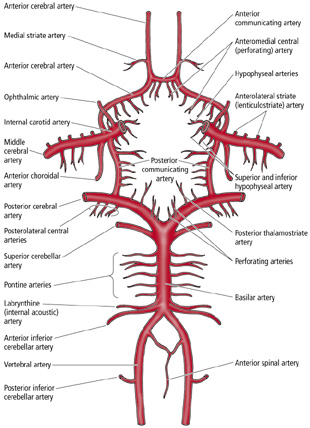 Anterior cerebral artery
Medial striate artery
Anterior cerebral artery
Ophthalmic artery
Internal carotid artery
Middle
cerebral
artery
Anterior choroidal
artery
Posterior cerebral
artery
Posterolateral central
arteries
Superior cerebellar
artery
Pontine arteries
Labrynthine
(internal acoustic)
artery
Anterior inferior
cerebellar artery
Vertebral artery
Posterior inferior
cerebellar artery
Posterior
communicating
artery
Anterior
communicating artery
Anteromedial central
(perforating) artery
Hypophyseal arteries
Anterolateral striate
(lenticulostriate) artery
Superior and inferior
hypophyseal artery
Posterior thalamostriate
artery
Perforating arteries
Basilar artery
Anterior spinal artery